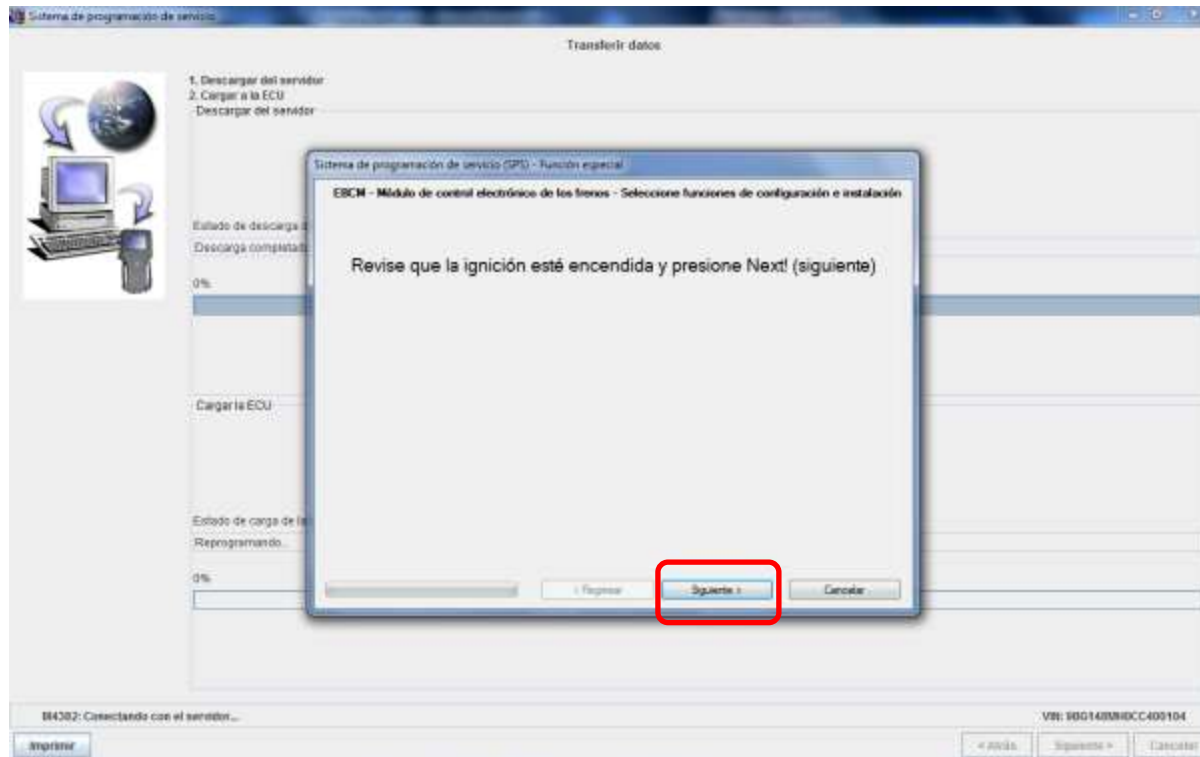 Sistema de programación de servicio
Transferir datos
1. Descargar del servidor
2. Cargar a la ECU
Descargar del servidor
Sistema de programación de servicio (SPS) - Función especial
EBCM - Módulo de control electrónico de los frenos - Seleccione funciones de configuración e instalación
Estado de descarga
Descarga completada
Revise que la ignición esté encendida y presione Next! (siguiente)
0%
Cargar la ECU
Estado de carga de la
Reprogramando...
0%
< Regresar
Siguiente >
Cancelar
Conectando con el servidor...
VIN:
Imprimir
< Atrás
Siguiente >
Cancelar